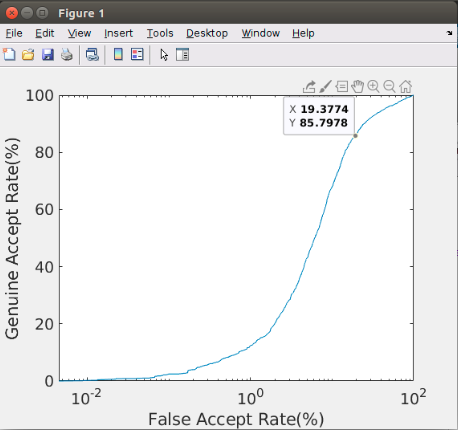 Figure 1
File Edit View Insert Tools Desktop Window Help
X 19.3774
Y 85.7978
100
80
60
40
20
0
Genuine Accept Rate(%)
10^-2
10^0
10^2
False Accept Rate(%)